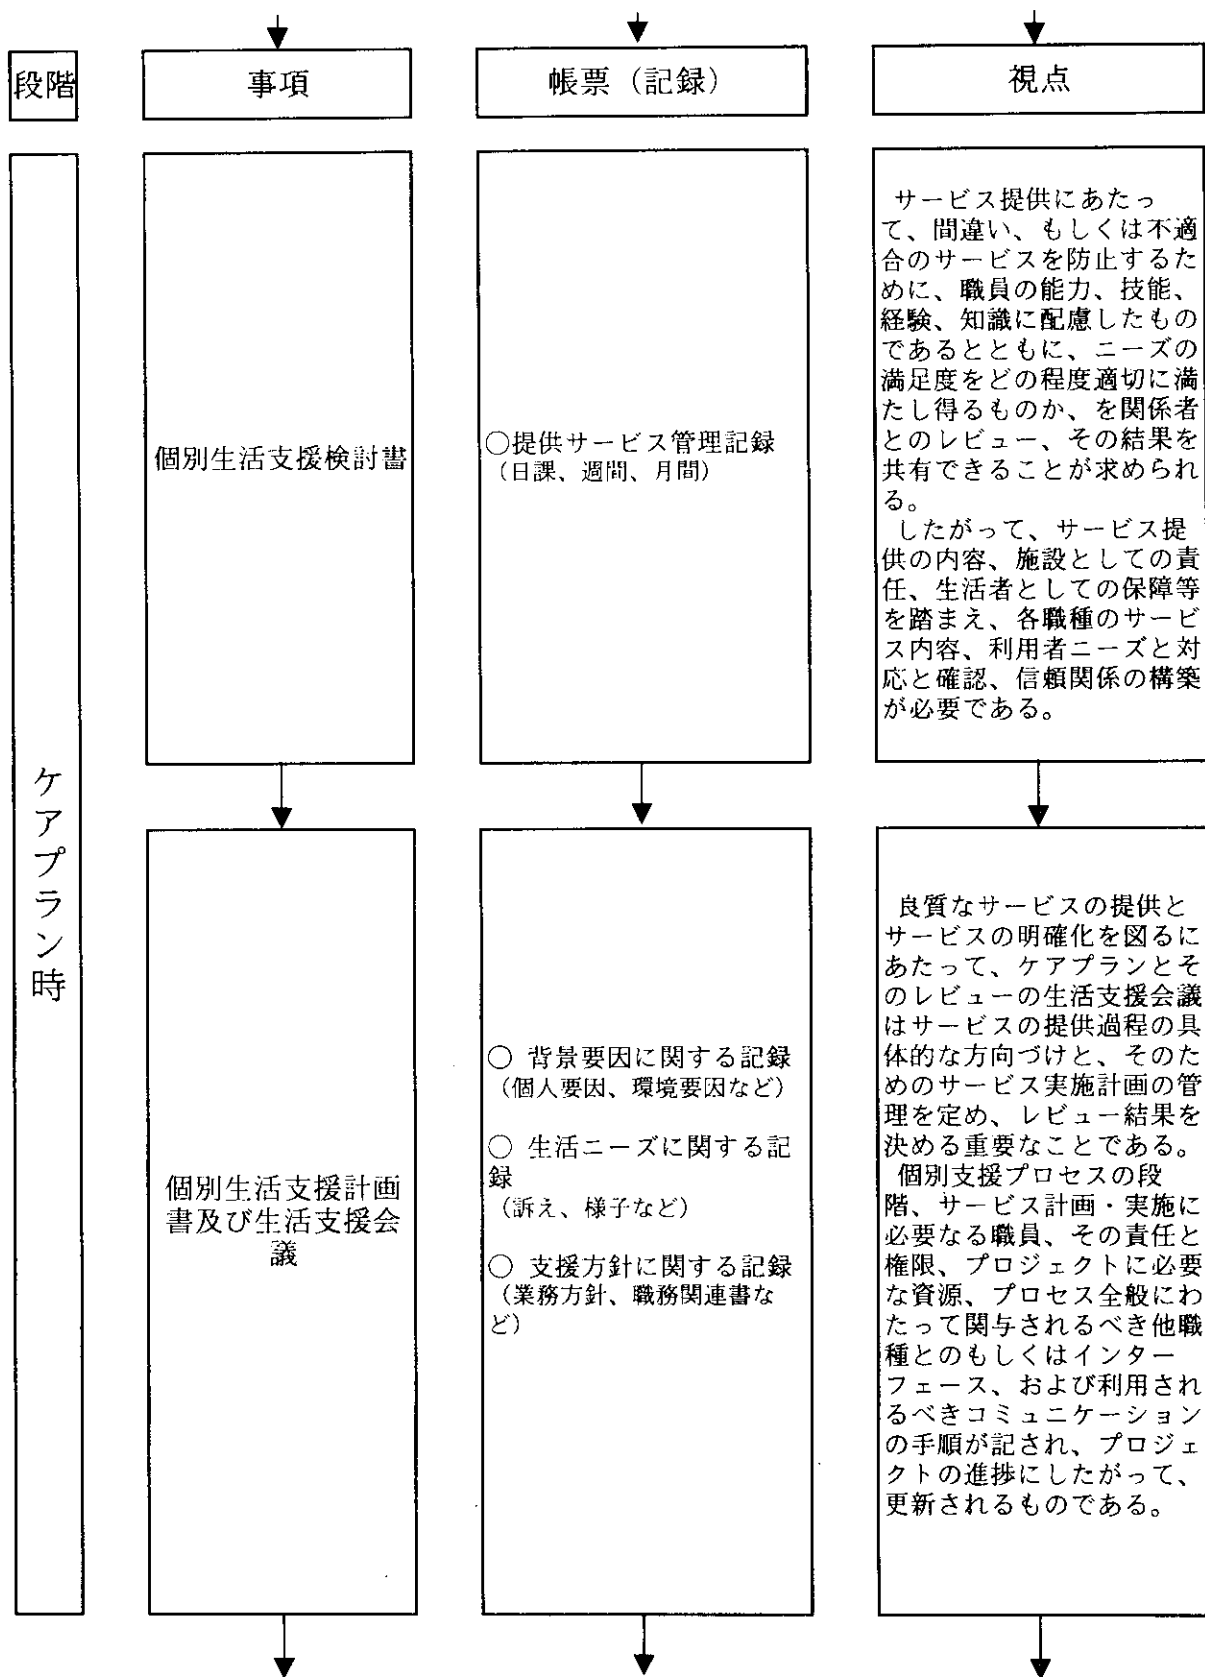 段階
事項
帳票（記録）
視点
ケアプラン時
個別生活支援検討書
○提供サービス管理記録
（日課、週間、月間）
サービス提供にあたっ
て、間違い、もしくは不適
合のサービスを防止するた
めに、職員の能力、技能、
経験、知識に配慮したもの
であるとともに、ニーズの
満足度をどの程度適切に満
たし得るものか、を関係者
とのレビュー、その結果を
共有できることが求められ
る。
したがって、サービス提
供の内容、施設としての責
任、生活者としての保障等
を踏まえ、各職種のサービ
ス内容、利用者ニーズと対
応と確認、信頼関係の構築
が必要である。
個別生活支援計画
書及び生活支援会
議
○ 背景要因に関する記録
（個人要因、環境要因など）
○ 生活ニーズに関する記
録
（訴え、様子など）
○ 支援方針に関する記録
（業務方針、職務関連書な
ど）
良質なサービスの提供と
サービスの明確化を図るに
あたって、ケアプランとそ
のレビューの生活支援会議
はサービスの提供過程の具
体的な方向づけと、そのた
めのサービス実施計画の管
理を定め、レビュー結果を
決める重要なことである。
個別支援プロセスの段
階、サービス計画・実施に
必要なる職員、その責任と
権限、プロジェクトに必要
な資源、プロセス全般にわ
たって関与されるべき他職
種とのもしくはインター
フェース、および利用され
るべきコミュニケーション
の手順が記され、プロジェ
クトの進捗にしたがって、
更新されるものである。